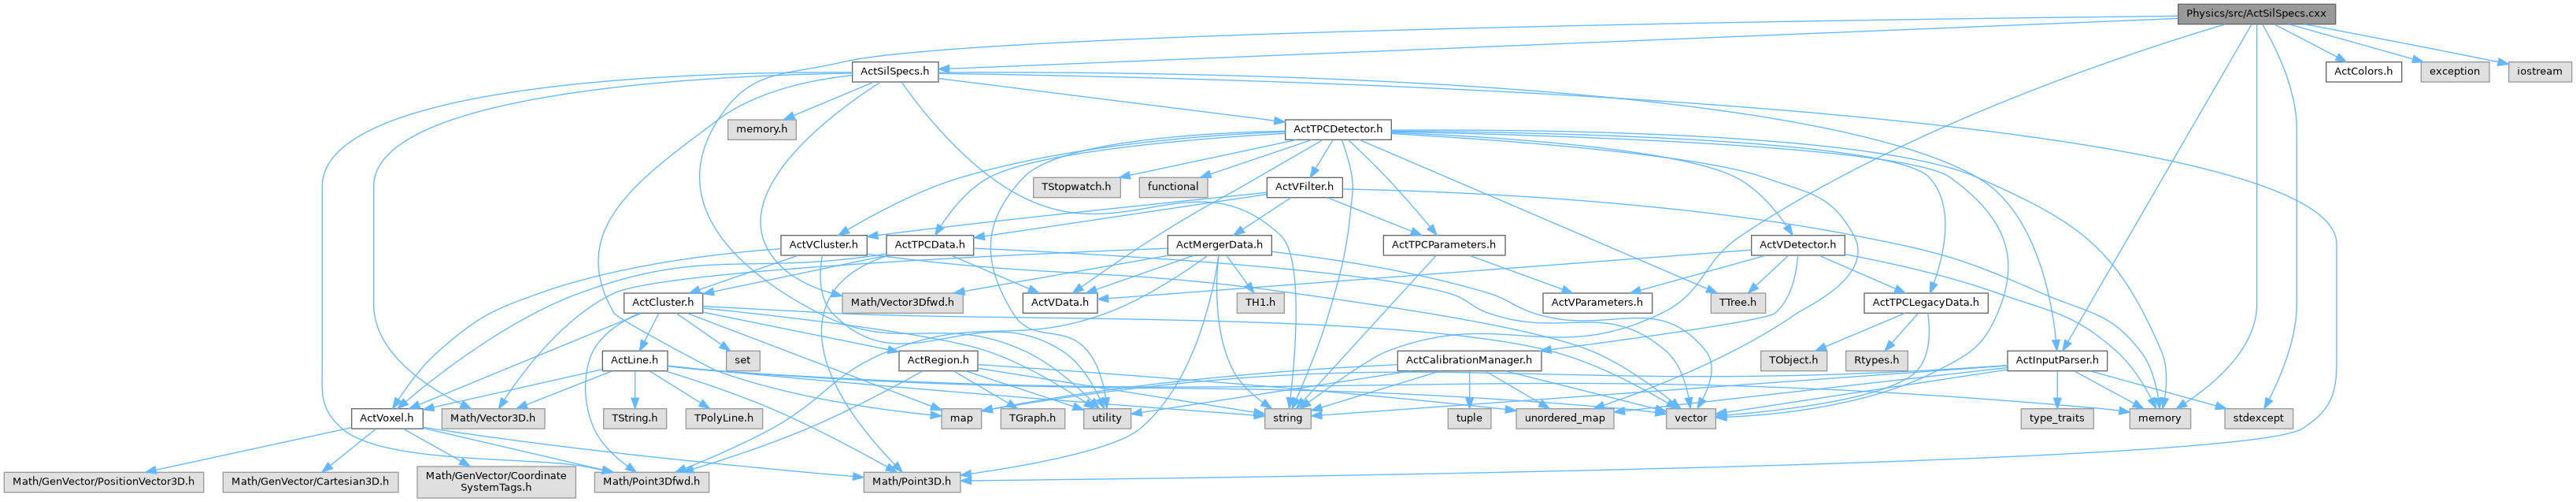 Physics/src/ActSilSpecs.cxx
ActSilSpecs.h
ActColors.h
exception
iostream
memory.h
ActTPCDetector.h
TStopwatch.h
functional
ActVFilter.h
ActVCluster.h
ActTPCData.h
ActMergerData.h
ActTPCParameters.h
ActVDetector.h
ActCluster.h
Math/Vector3Dfwd.h
ActVData.h
TH1.h
ActVParameters.h
TTree.h
ActTPCLegacyData.h
ActLine.h
set
ActRegion.h
ActCalibrationManager.h
TObject.h
Rtypes.h
ActInputParser.h
ActVoxel.h
Math/Vector3D.h
TString.h
TPolyLine.h
map
TGraph.h
utility
string
tuple
unordered_map
vector
type_traits
memory
stdexcept
Math/GenVector/PositionVector3D.h
Math/GenVector/Cartesian3D.h
Math/GenVector/Coordinate
SystemTags.h
Math/Point3Dfwd.h
Math/Point3D.h